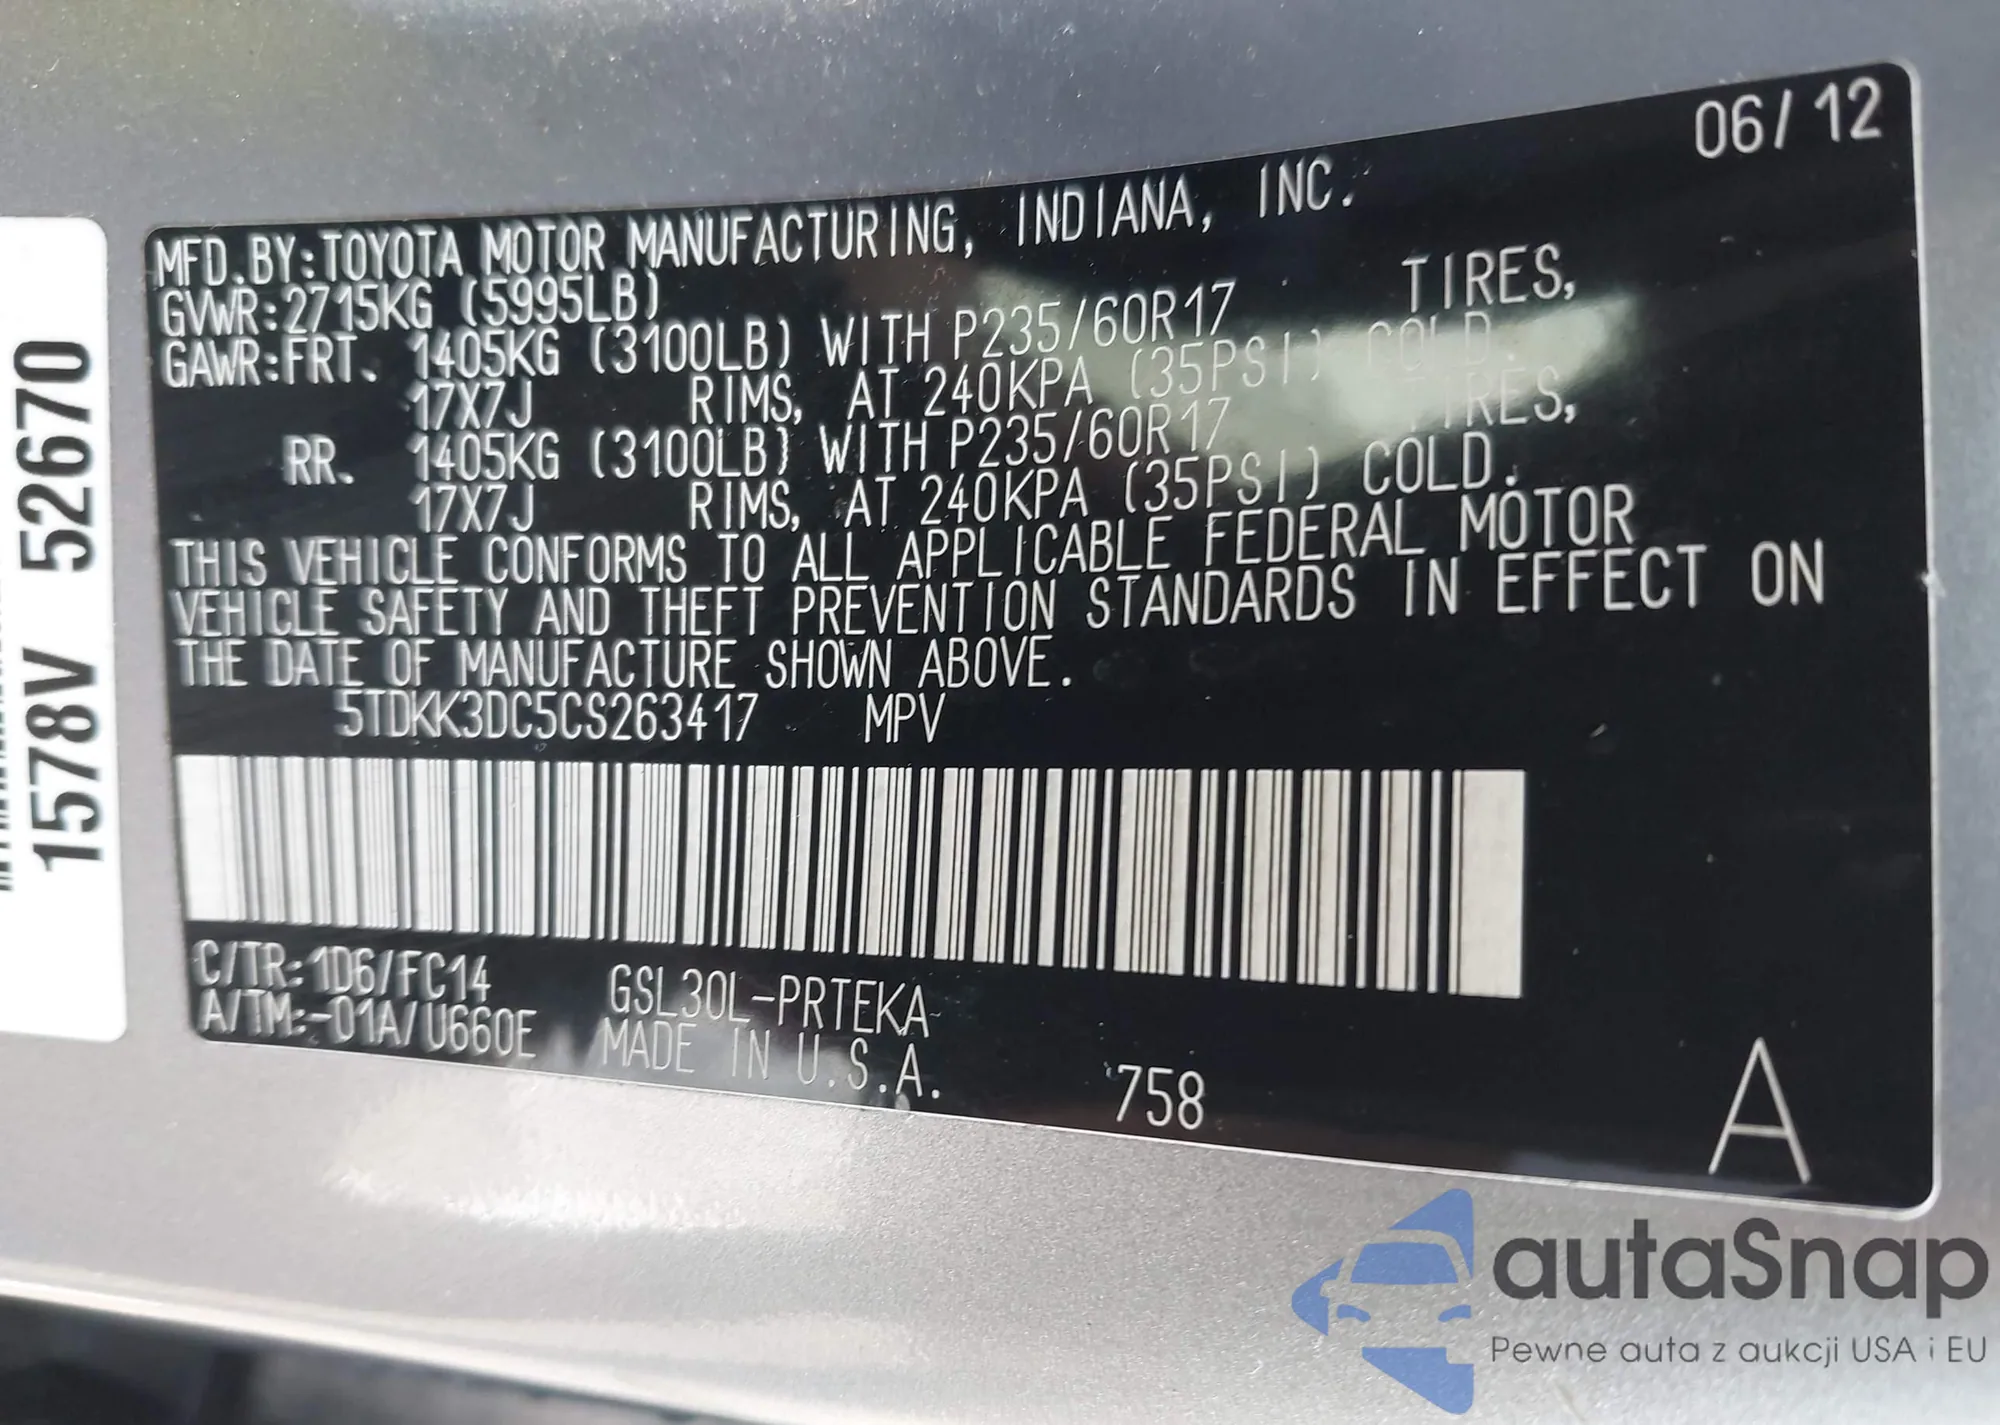 06/12
MFD.BY:TOYOTA MOTOR MANUFACTURING, INDIANA, INC.
GVWR:2715KG (5995LB)
GAWR:FRT. 1405KG (3100LB) WITH P235/60R17 TIRES,
17X7J RIMS, AT 240KPA (35PSI) COLD.
RR. 1405KG (3100LB) WITH P235/60R17 TIRES,
17X7J RIMS, AT 240KPA (35PSI) COLD.
THIS VEHICLE CONFORMS TO ALL APPLICABLE FEDERAL MOTOR
VEHICLE SAFETY AND THEFT PREVENTION STANDARDS IN EFFECT ON
THE DATE OF MANUFACTURE SHOWN ABOVE.
5TDKK3DC5CS263417 MPV
C/TR:1D6/FC14 GSL30L-PRTEKA
A/TM:-01A/U660E MADE IN U.S.A.
758
A
1578V 52670
autaSnap
Pewne auta z aukcji USA i EU